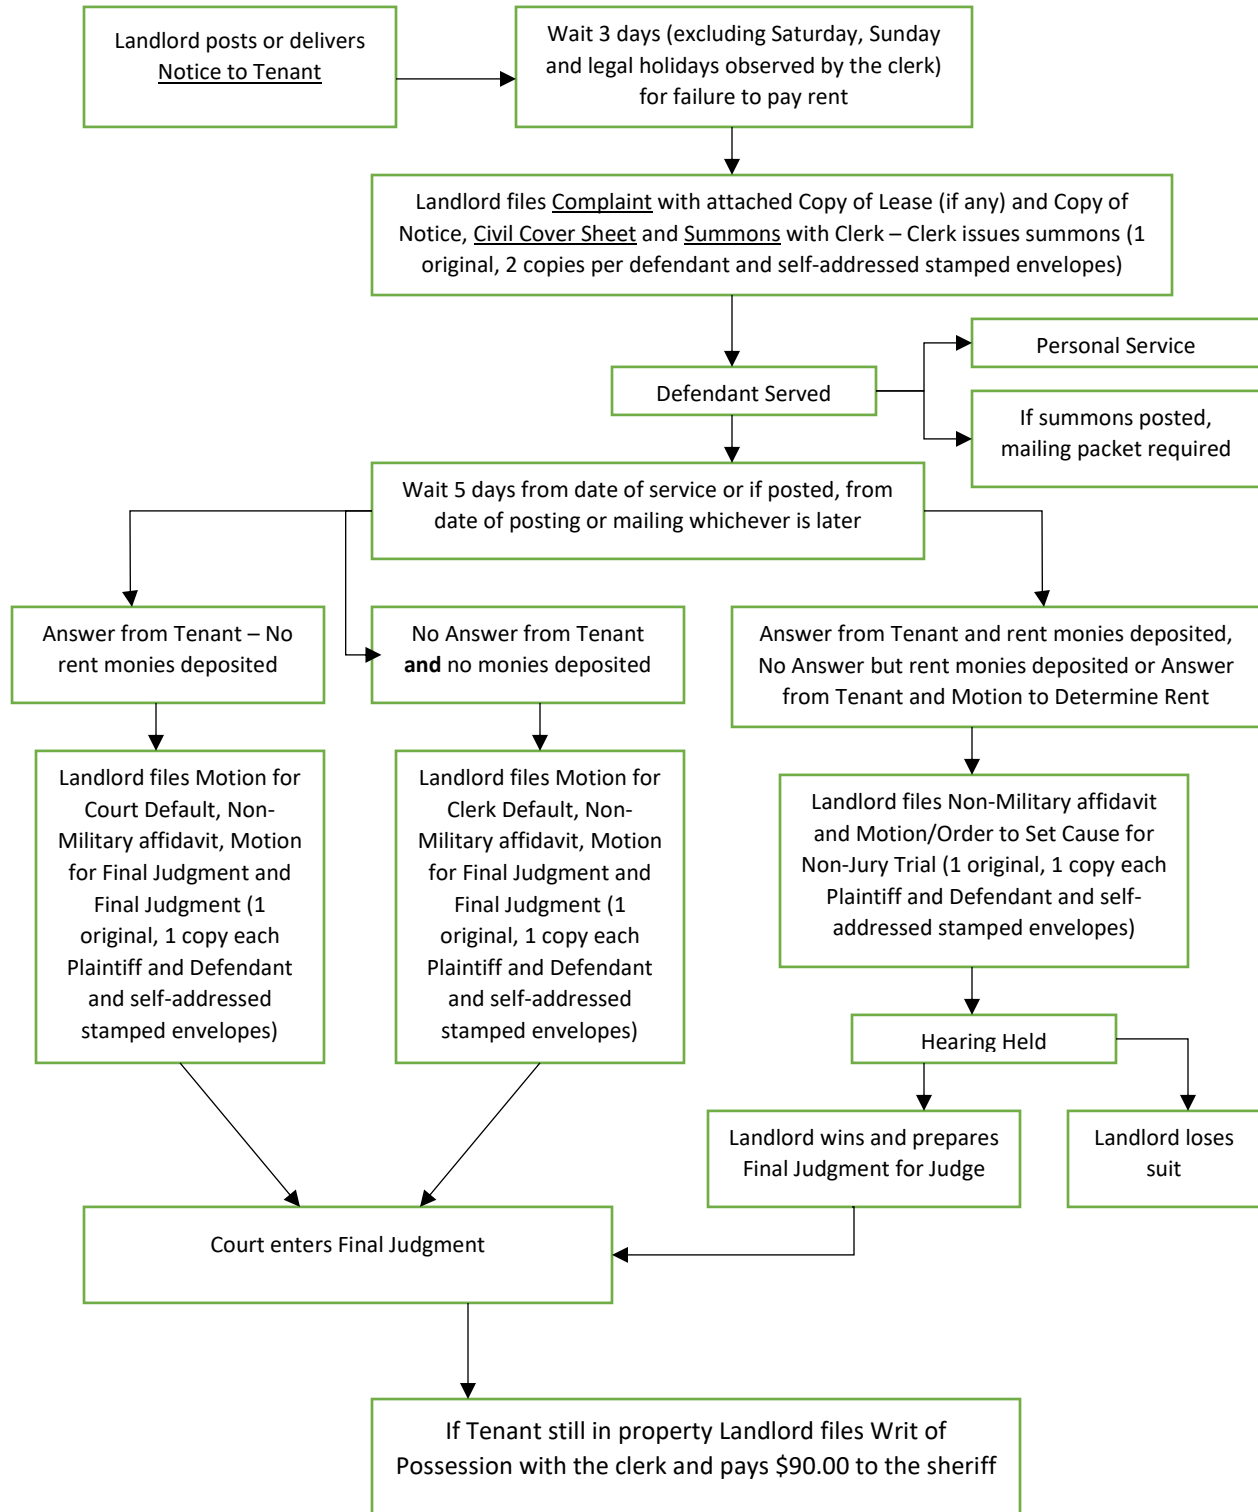 Landlord posts or delivers
Notice to Tenant
Wait 3 days (excluding Saturday, Sunday
and legal holidays observed by the clerk)
for failure to pay rent
Landlord files Complaint with attached Copy of Lease (if any) and Copy of
Notice, Civil Cover Sheet and Summons with Clerk – Clerk issues summons (1
original, 2 copies per defendant and self-addressed stamped envelopes)
Defendant Served
Personal Service
If summons posted,
mailing packet required
Wait 5 days from date of service or if posted, from
date of posting or mailing whichever is later
Answer from Tenant – No
rent monies deposited
No Answer from Tenant
and no monies deposited
Answer from Tenant and rent monies deposited,
No Answer but rent monies deposited or Answer
from Tenant and Motion to Determine Rent
Landlord files Motion for
Court Default, Non-
Military affidavit, Motion
for Final Judgment and
Final Judgment (1
original, 1 copy each
Plaintiff and Defendant
and self-addressed
stamped envelopes)
Landlord files Motion for
Clerk Default, Non-
Military affidavit, Motion
for Final Judgment and
Final Judgment (1
original, 1 copy each
Plaintiff and Defendant
and self-addressed
stamped envelopes)
Landlord files Non-Military affidavit
and Motion/Order to Set Cause for
Non-Jury Trial (1 original, 1 copy each
Plaintiff and Defendant and self-
addressed stamped envelopes)
Hearing Held
Landlord wins and prepares
Final Judgment for Judge
Landlord loses
suit
Court enters Final Judgment
If Tenant still in property Landlord files Writ of
Possession with the clerk and pays $90.00 to the sheriff